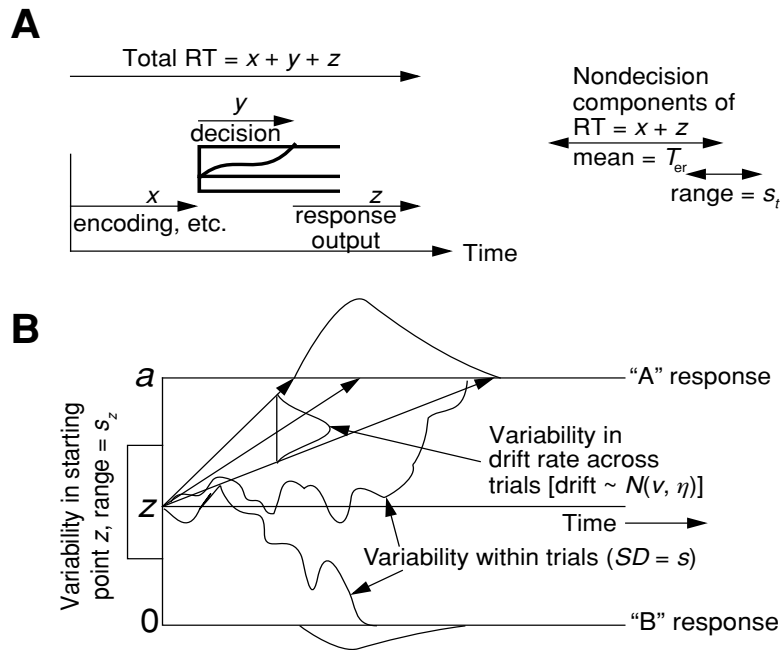 A
Total RT = x + y + z
y
decision
x
encoding, etc.
z
response
output
Time
Nondecision
components of
RT = x + z
mean = Ter
range = st
B
a
z
0
Variability in starting
point z, range = sz
"A" response
Variability in
drift rate across
trials [drift ~ N(v, η)]
Time
Variability within trials (SD = s)
"B" response